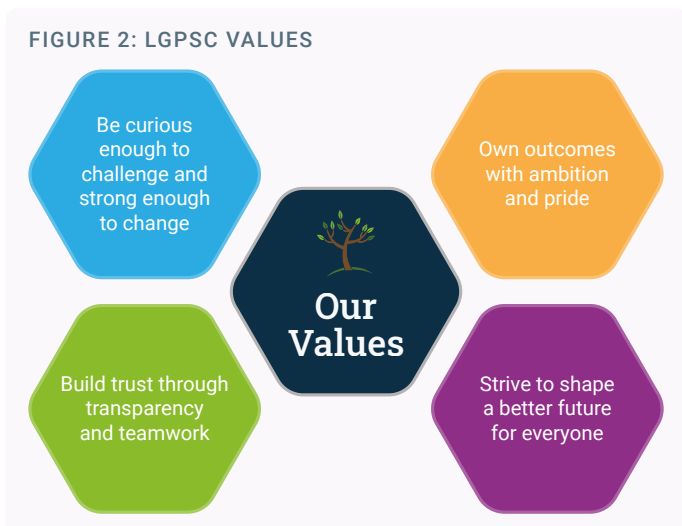 FIGURE 2: LGPSC VALUES
Be curious
enough to
challenge and
strong enough
to change
Own outcomes
with ambition
and pride
Our
Values
Build trust through
transparency
and teamwork
Strive to shape
a better future
for everyone